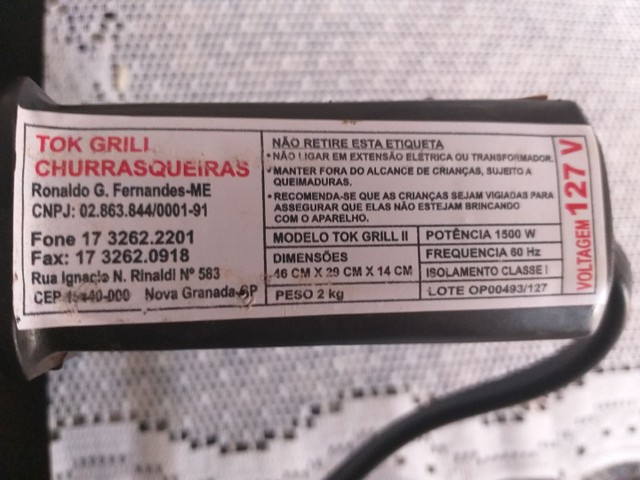 TOK GRILL
CHURRASQUEIRAS
Ronaldo G. Fernandes-ME
CNPJ: 02.863.844/0001-91
Fone 17 3262.2201
Fax: 17 3262.0918
Rua Ignacio N. Rinaldi Nº 583
CEP 15440-000 Nova Granada-SP
NÃO RETIRE ESTA ETIQUETA
• NÃO LIGAR EM EXTENSÃO ELÉTRICA OU TRANSFORMADOR.
• MANTER FORA DO ALCANCE DE CRIANÇAS, SUJEITO A
QUEIMADURAS.
• RECOMENDA-SE QUE AS CRIANÇAS SEJAM VIGIADAS PARA
ASSEGURAR QUE ELAS NÃO ESTEJAM BRINCANDO
COM O APARELHO.
MODELO TOK GRILL II
POTÊNCIA 1500 W
DIMENSÕES
46 CM X 29 CM X 14 CM
FREQUENCIA 60 Hz
ISOLAMENTO CLASSE I
PESO 2 kg
LOTE OP00493/127
VOLTAGEM 127 V